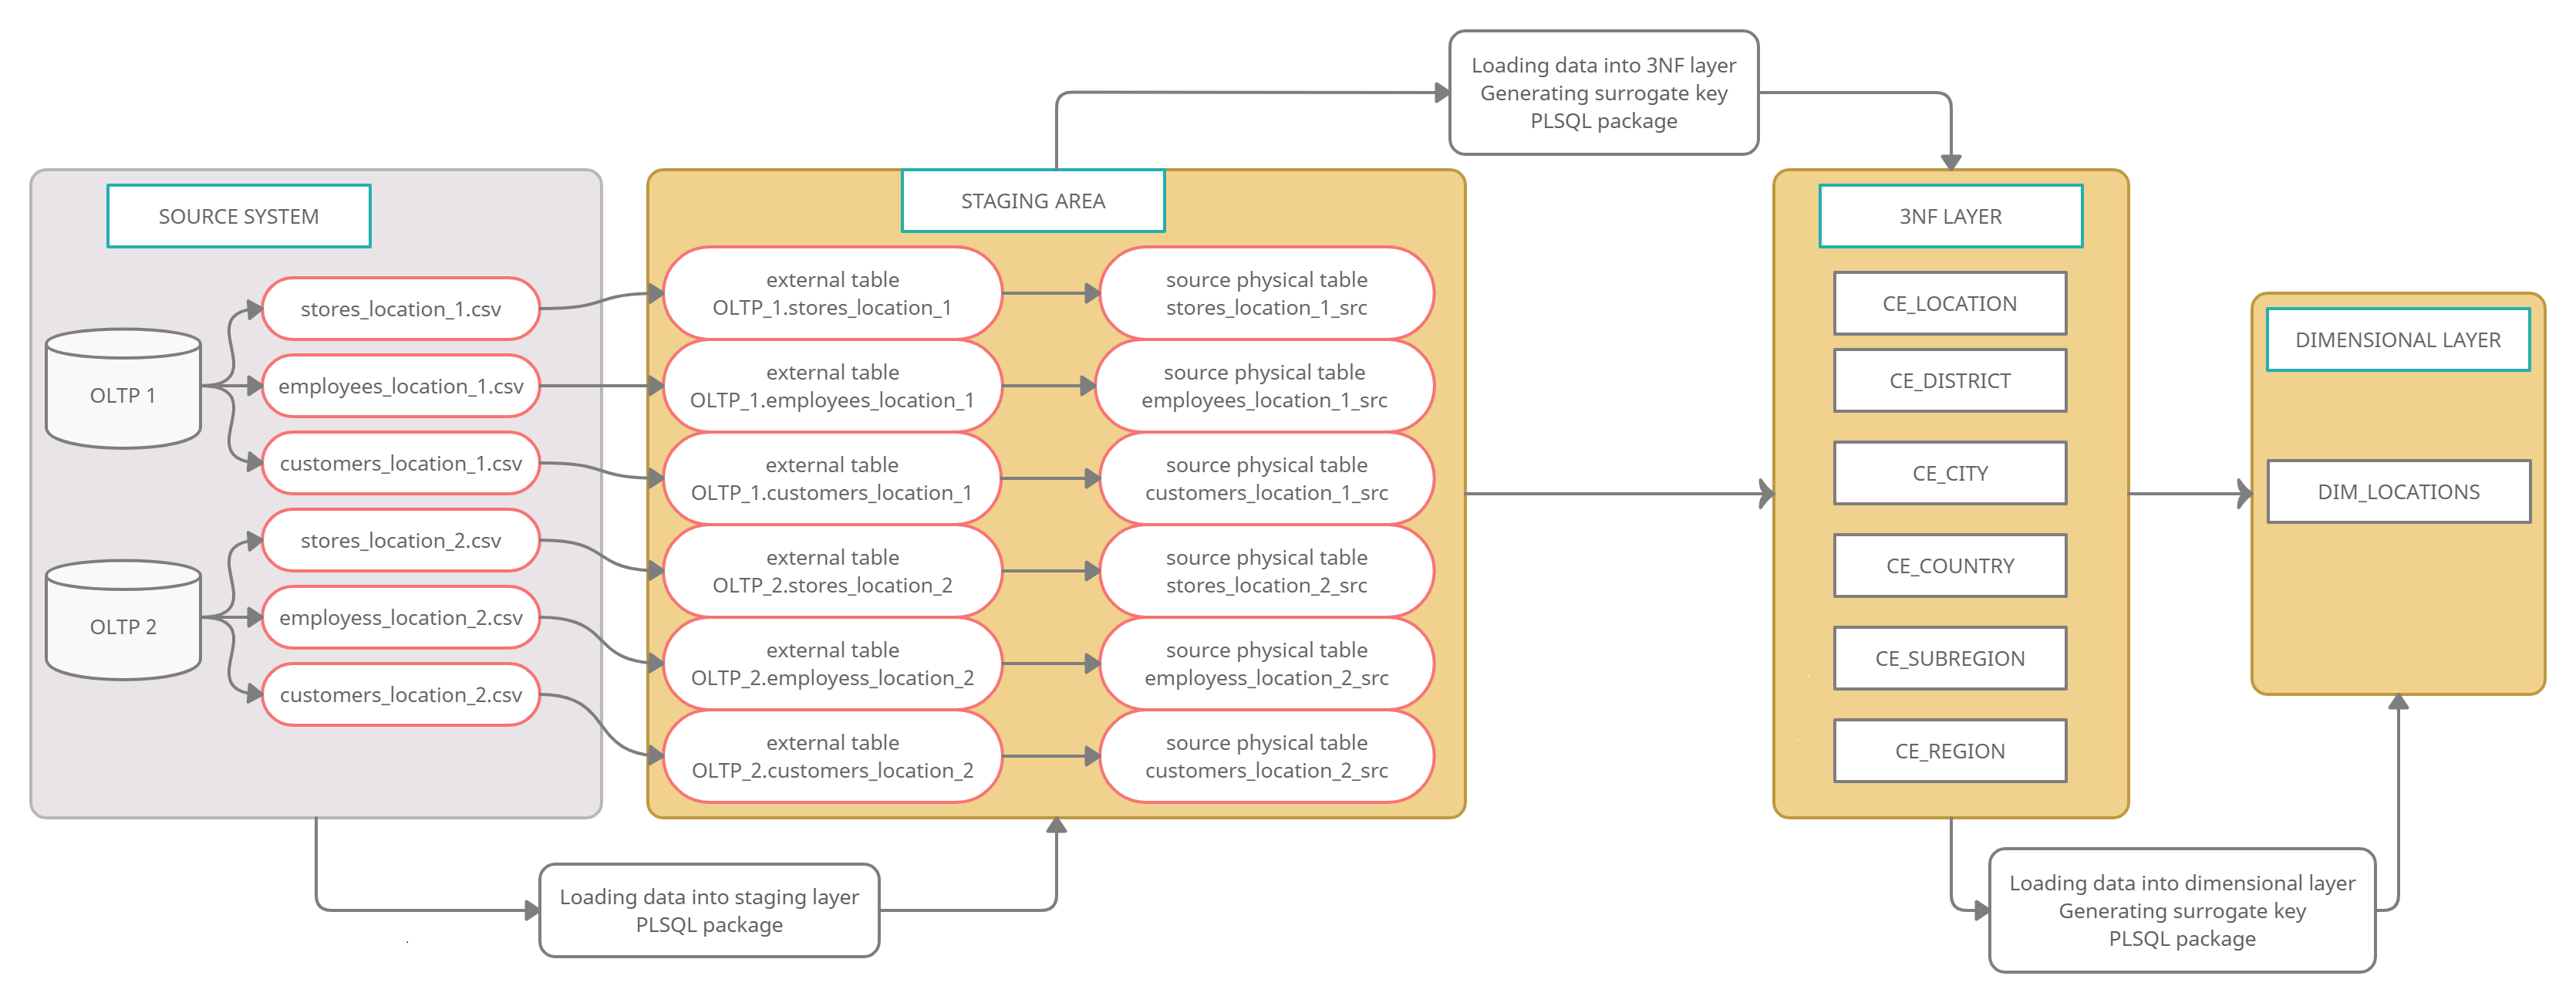 Loading data into 3NF layer
Generating surrogate key
PLSQL package
SOURCE SYSTEM
OLTP 1
stores_location_1.csv
employees_location_1.csv
customers_location_1.csv
OLTP 2
stores_location_2.csv
employess_location_2.csv
customers_location_2.csv
STAGING AREA
external table
OLTP_1.stores_location_1
source physical table
stores_location_1_src
external table
OLTP_1.employees_location_1
source physical table
employees_location_1_src
external table
OLTP_1.customers_location_1
source physical table
customers_location_1_src
external table
OLTP_2.stores_location_2
source physical table
stores_location_2_src
external table
OLTP_2.employess_location_2
source physical table
employess_location_2_src
external table
OLTP_2.customers_location_2
source physical table
customers_location_2_src
3NF LAYER
CE_LOCATION
CE_DISTRICT
CE_CITY
CE_COUNTRY
CE_SUBREGION
CE_REGION
DIMENSIONAL LAYER
DIM_LOCATIONS
Loading data into staging layer
PLSQL package
Loading data into dimensional layer
Generating surrogate key
PLSQL package